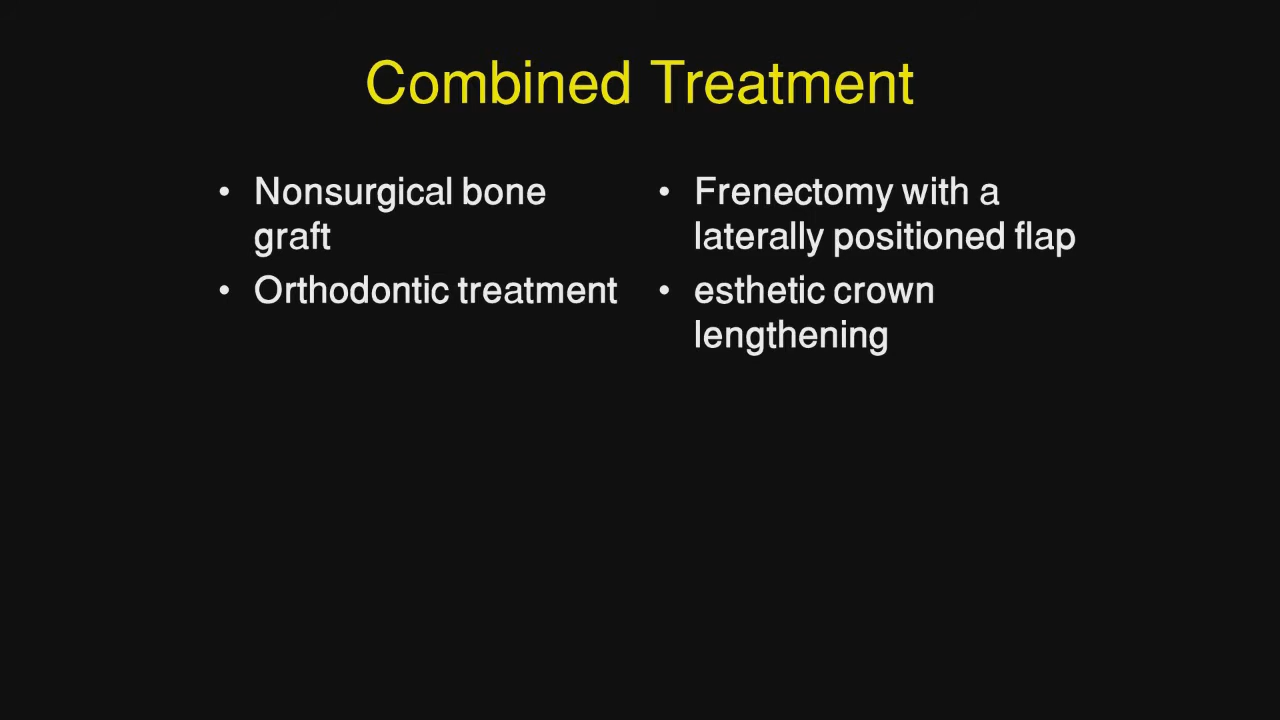 Combined Treatment
• Nonsurgical bone
graft
• Orthodontic treatment
• Frenectomy with a
laterally positioned flap
• esthetic crown
lengthening